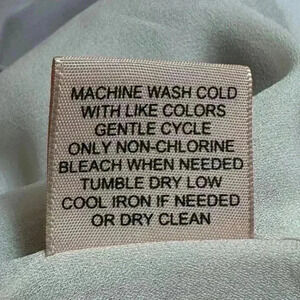 MACHINE WASH COLD
WITH LIKE COLORS
GENTLE CYCLE
ONLY NON-CHLORINE
BLEACH WHEN NEEDED
TUMBLE DRY LOW
COOL IRON IF NEEDED
OR DRY CLEAN